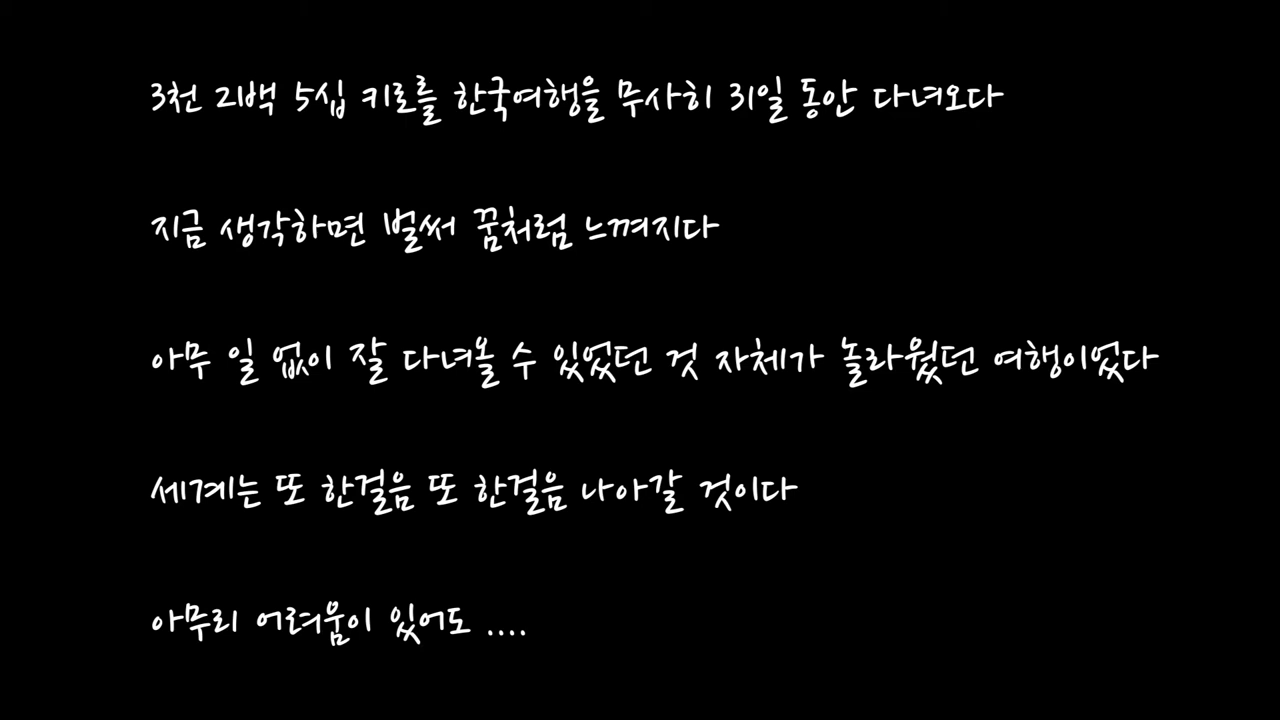 3천 2백 5십 키로를 한국여행을 무사히 31일 동안 다녀오다
지금 생각하면 벌써 꿈처럼 느껴지다
아무 일 없이 잘 다녀올 수 있었던 것 자체가 놀라웠던 여행이었다
세계는 또 한걸음 또 한걸음 나아갈 것이다
아무리 어려움이 있어도 ....